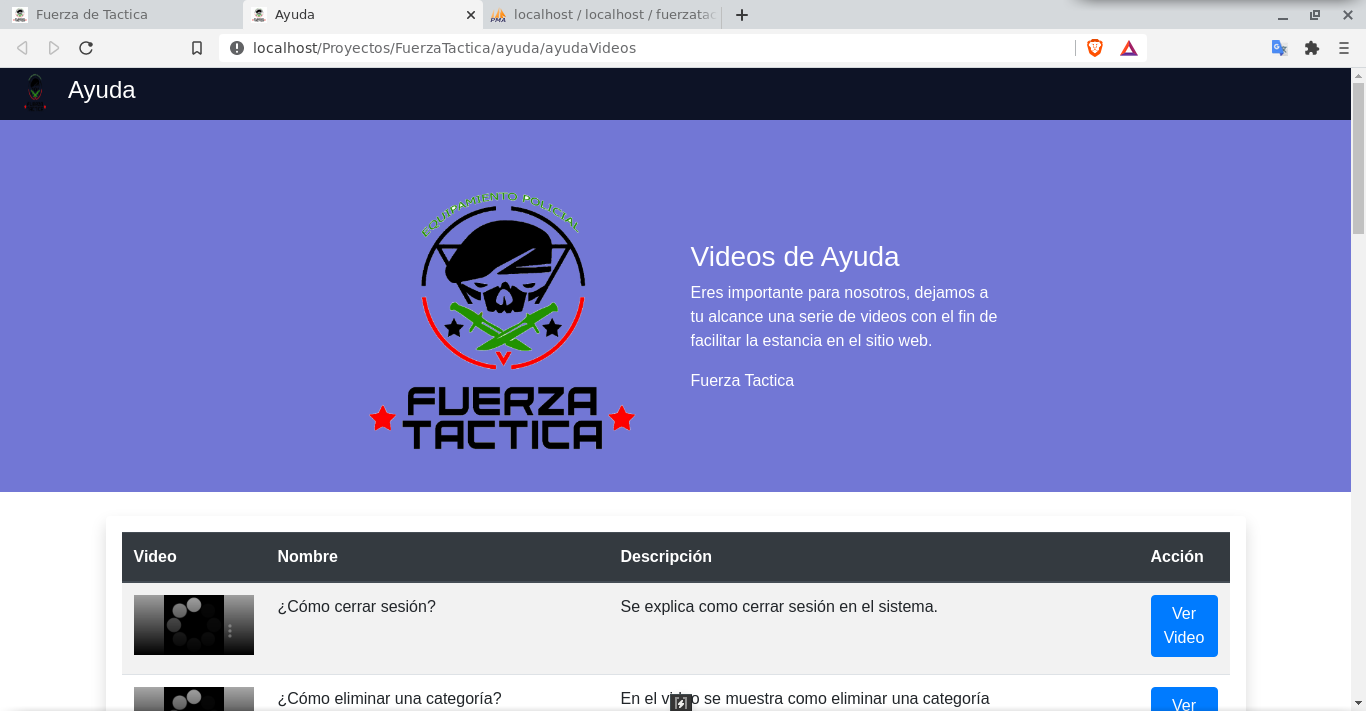 Fuerza de Tactica
Ayuda
localhost / localhost / fuerzatac
localhost/Proyectos/FuerzaTactica/ayuda/ayudaVideos
Ayuda
EQUIPAMIENTO POLICIAL
FUERZA
TACTICA
Videos de Ayuda
Eres importante para nosotros, dejamos a
tu alcance una serie de videos con el fin de
facilitar la estancia en el sitio web.
Fuerza Tactica
Video Nombre Descripción Acción
¿Cómo cerrar sesión? Se explica como cerrar sesión en el sistema. Ver
Video
¿Cómo eliminar una categoría? En el video se muestra como eliminar una categoría Ver